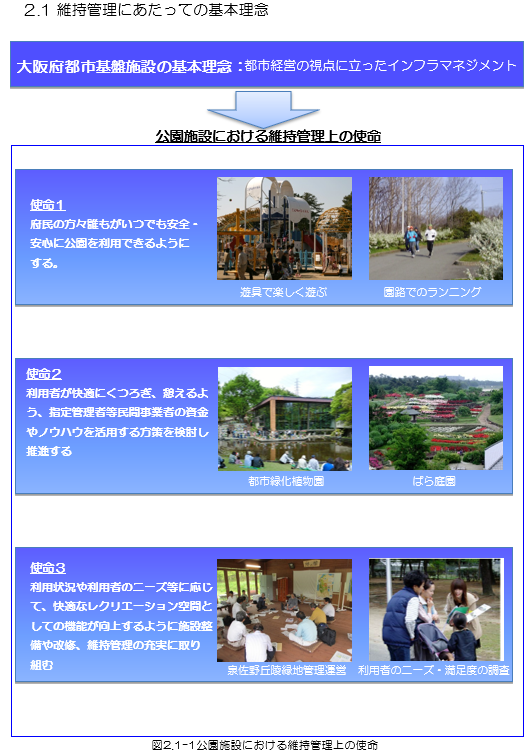 2.1 維持管理にあたっての基本理念
大阪府都市基盤施設の基本理念：都市経営の視点に立ったインフラマネジメント
公園施設における維持管理上の使命
使命１
府民の方々誰もがいつでも安全・
安心に公園を利用できるように
する。
遊具で楽しく遊ぶ
園路でのランニング
使命２
利用者が快適にくつろぎ、憩えるよ
う、指定管理者等民間事業者の資金
やノウハウを活用する方策を検討し
推進する
都市緑化植物園
ばら庭園
使命３
利用状況や利用者のニーズ等に応じ
て、快適なレクリエーション空間と
しての機能が向上するように施設整
備や改修、維持管理の充実に取り
組む
泉佐野丘陵緑地管理運営
利用者のニーズ・満足度の調査
図2.1-1公園施設における維持管理上の使命